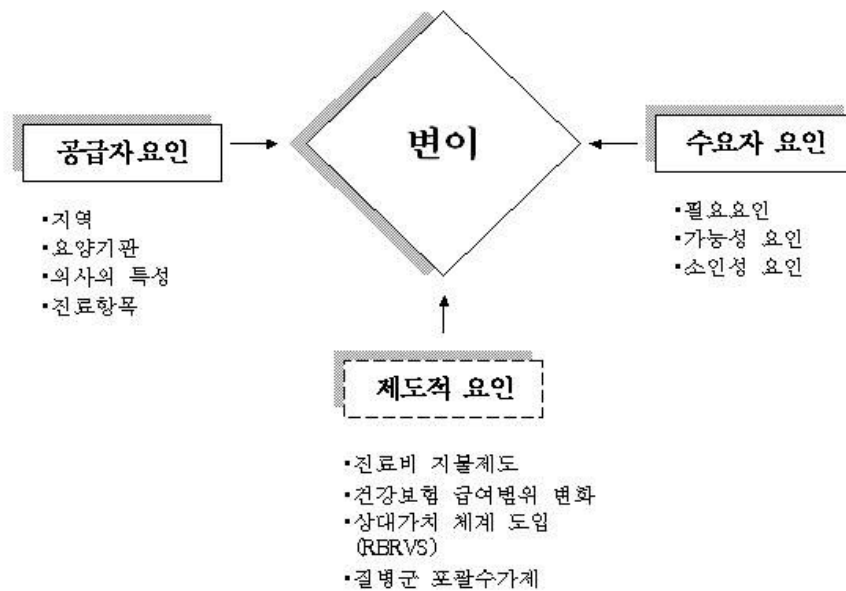 변이
공급자요인
수요자 요인
▪지역
▪요양기관
▪의사의 특성
▪진료항목
▪필요요인
▪가능성 요인
▪소인성 요인
제도적 요인
▪진료비 지불제도
▪건강보험 급여범위 변화
▪상대가치 체계 도입
(RBRVS)
▪질병군 포괄수가제